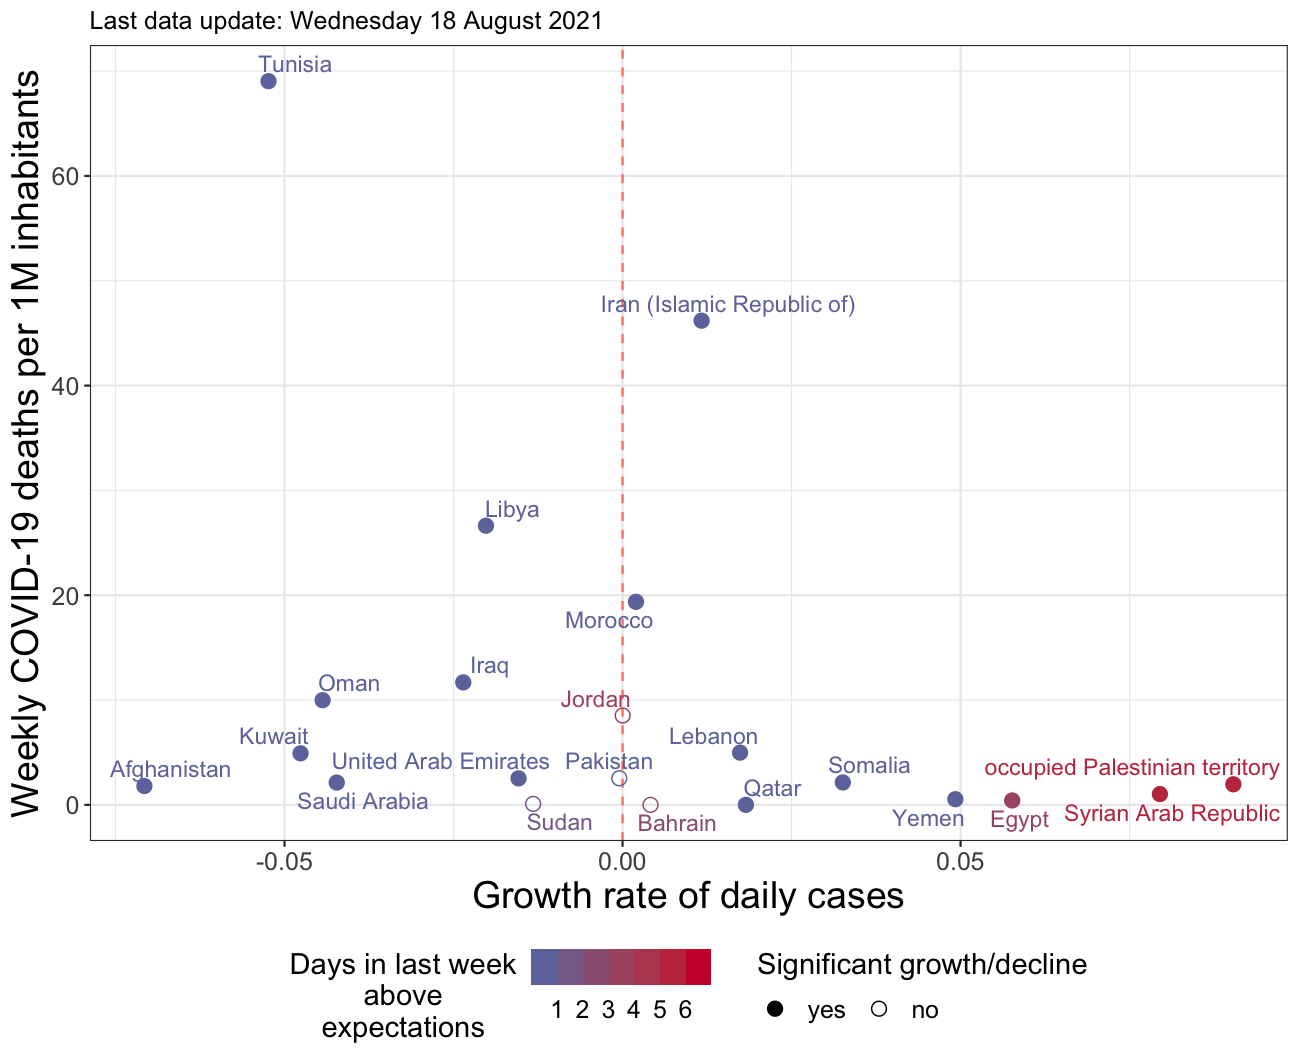 Last data update: Wednesday 18 August 2021
Weekly COVID-19 deaths per 1M inhabitants
60
40
20
0
Tunisia
Iran (Islamic Republic of)
Libya
Morocco
Iraq
Oman
Jordan
Kuwait
Lebanon
Afghanistan
United Arab Emirates
Pakistan
Somalia
occupied Palestinian territory
Saudi Arabia
Qatar
Sudan
Bahrain
Yemen
Egypt
Syrian Arab Republic
-0.05
0.00
0.05
Growth rate of daily cases
Days in last week
above
expectations
1 2 3 4 5 6
Significant growth/decline
yes
no